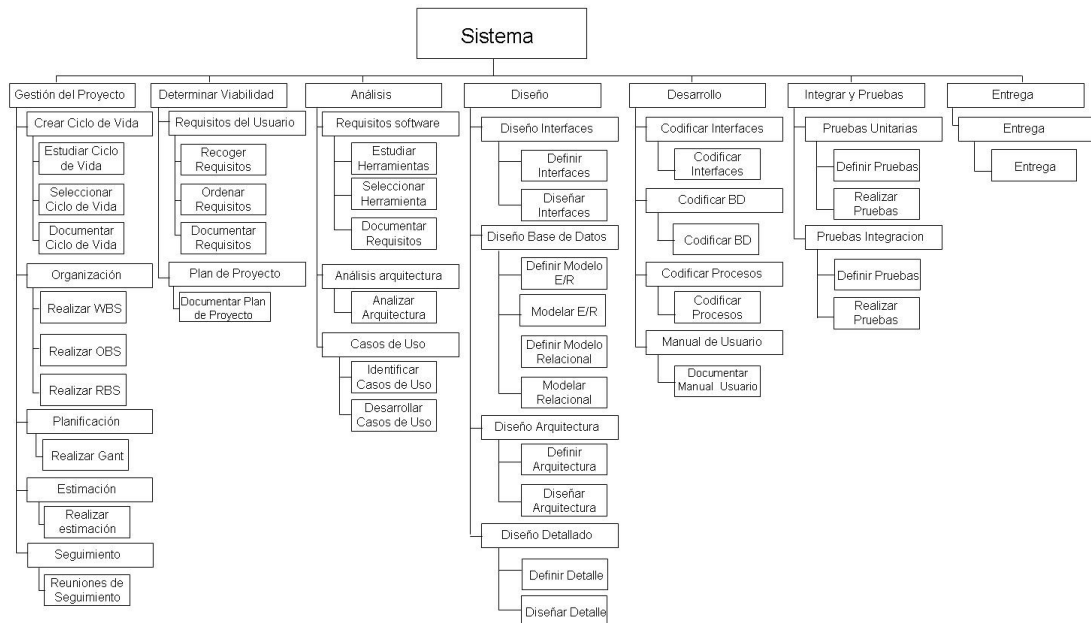 Sistema
Gestión del Proyecto
Crear Ciclo de Vida
Estudiar Ciclo
de Vida
Seleccionar
Ciclo de Vida
Documentar
Ciclo de Vida
Organización
Realizar WBS
Realizar OBS
Realizar RBS
Planificación
Realizar Gant
Estimación
Realizar
estimación
Seguimiento
Reuniones de
Seguimiento
Determinar Viabilidad
Requisitos del Usuario
Recoger
Requisitos
Ordenar
Requisitos
Documentar
Requisitos
Plan de Proyecto
Documentar Plan
de Proyecto
Análisis
Requisitos software
Estudiar
Herramientas
Seleccionar
Herramienta
Documentar
Requisitos
Análisis arquitectura
Analizar
Arquitectura
Casos de Uso
Identificar
Casos de Uso
Desarrollar
Casos de Uso
Diseño
Diseño Interfaces
Definir
Interfaces
Diseñar
Interfaces
Diseño Base de Datos
Definir Modelo
E/R
Modelar E/R
Definir Modelo
Relacional
Modelar
Relacional
Diseño Arquitectura
Definir
Arquitectura
Diseñar
Arquitectura
Diseño Detallado
Definir Detalle
Diseñar Detalle
Desarrollo
Codificar Interfaces
Codificar
Interfaces
Codificar BD
Codificar BD
Codificar Procesos
Codificar
Procesos
Manual de Usuario
Documentar
Manual Usuario
Integrar y Pruebas
Pruebas Unitarias
Definir Pruebas
Realizar
Pruebas
Pruebas Integracion
Definir Pruebas
Realizar
Pruebas
Entrega
Entrega
Entrega